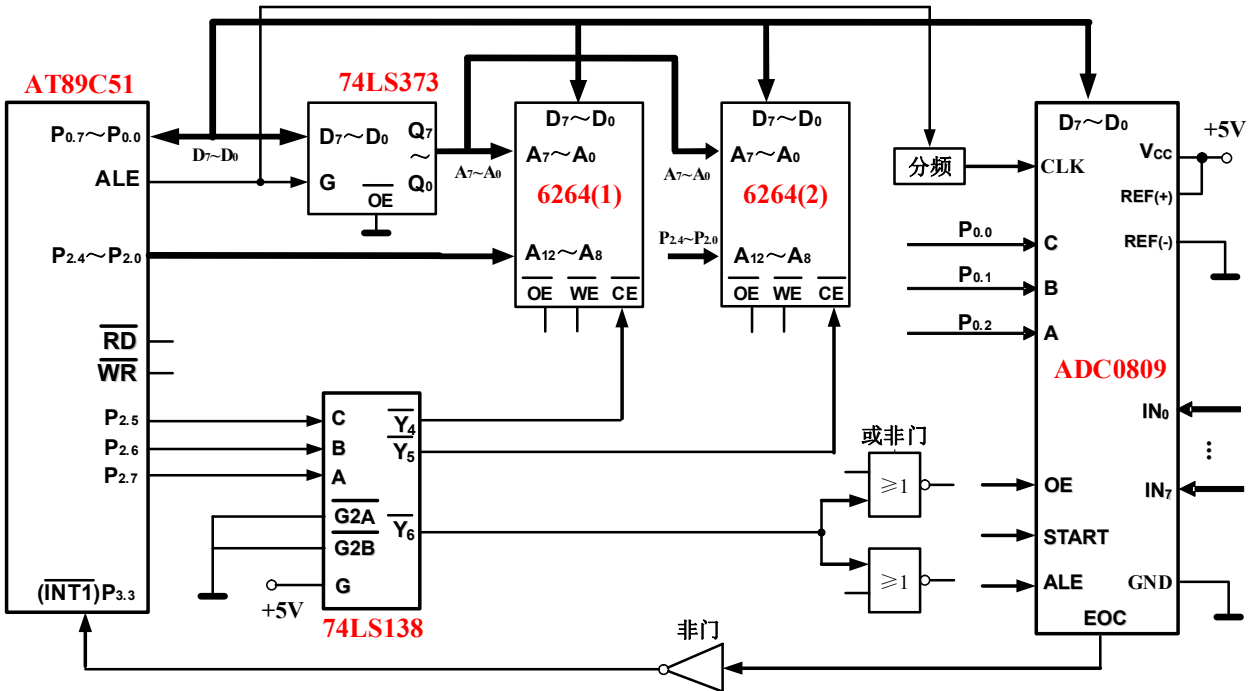 AT89C51
P0.7～P0.0
D7~D0
ALE
P2.4～P2.0
RD
WR
P2.5
P2.6
P2.7
(INT1)P3.3
74LS373
D7～D0
Q7
～
Q0
G
OE
A7~A0
D7～D0
A7～A0
6264(1)
A12～A8
OE WE CE
A7~A0
P2.4~P2.0
D7～D0
A7～A0
6264(2)
A12～A8
OE WE CE
C
B
A
G2A
G2B
G
Y4
Y5
Y6
+5V
74LS138
分频
或非门
≥1
≥1
非门
P0.0
P0.1
P0.2
D7～D0
CLK
C
B
A
ADC0809
OE
START
ALE
EOC
VCC
REF(+)
REF(-)
IN0
⋮
IN7
GND
+5V